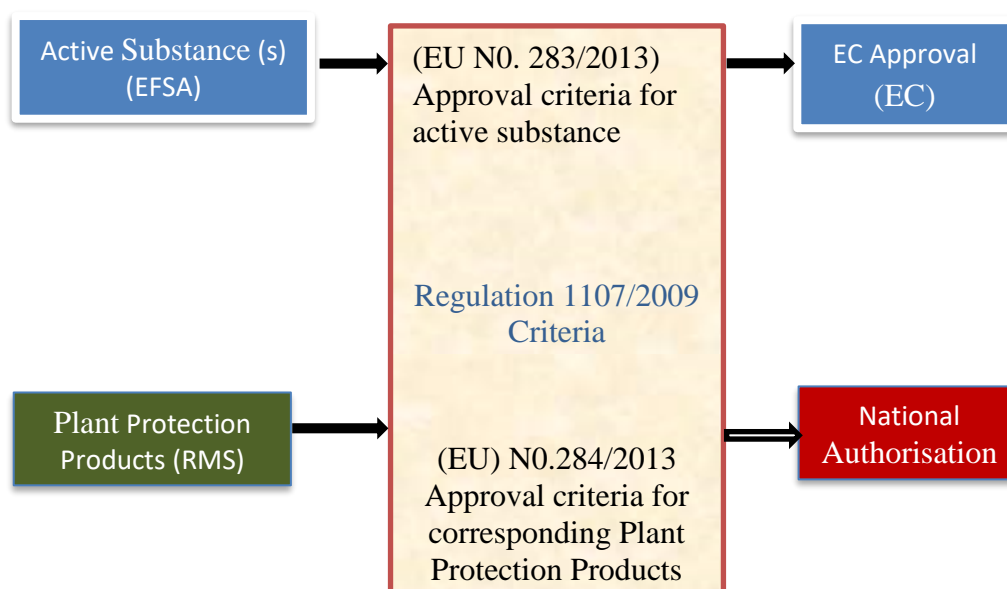 Active Substance (s)
(EFSA)
(EU N0. 283/2013)
Approval criteria for
active substance
EC Approval
(EC)
Regulation 1107/2009
Criteria
Plant Protection
Products (RMS)
(EU) N0.284/2013
Approval criteria for
corresponding Plant
Protection Products
National
Authorisation